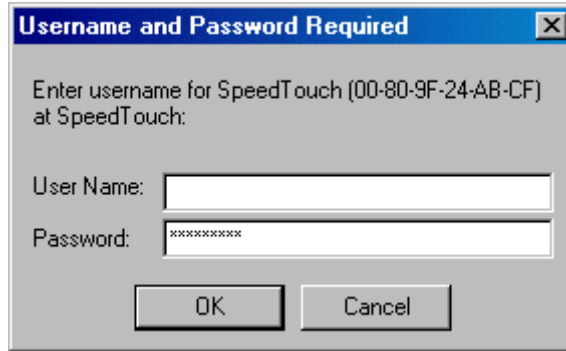 Username and Password Required
Enter username for SpeedTouch (00-80-9F-24-AB-CF)
at SpeedTouch:
User Name:
Password: *********
OK Cancel